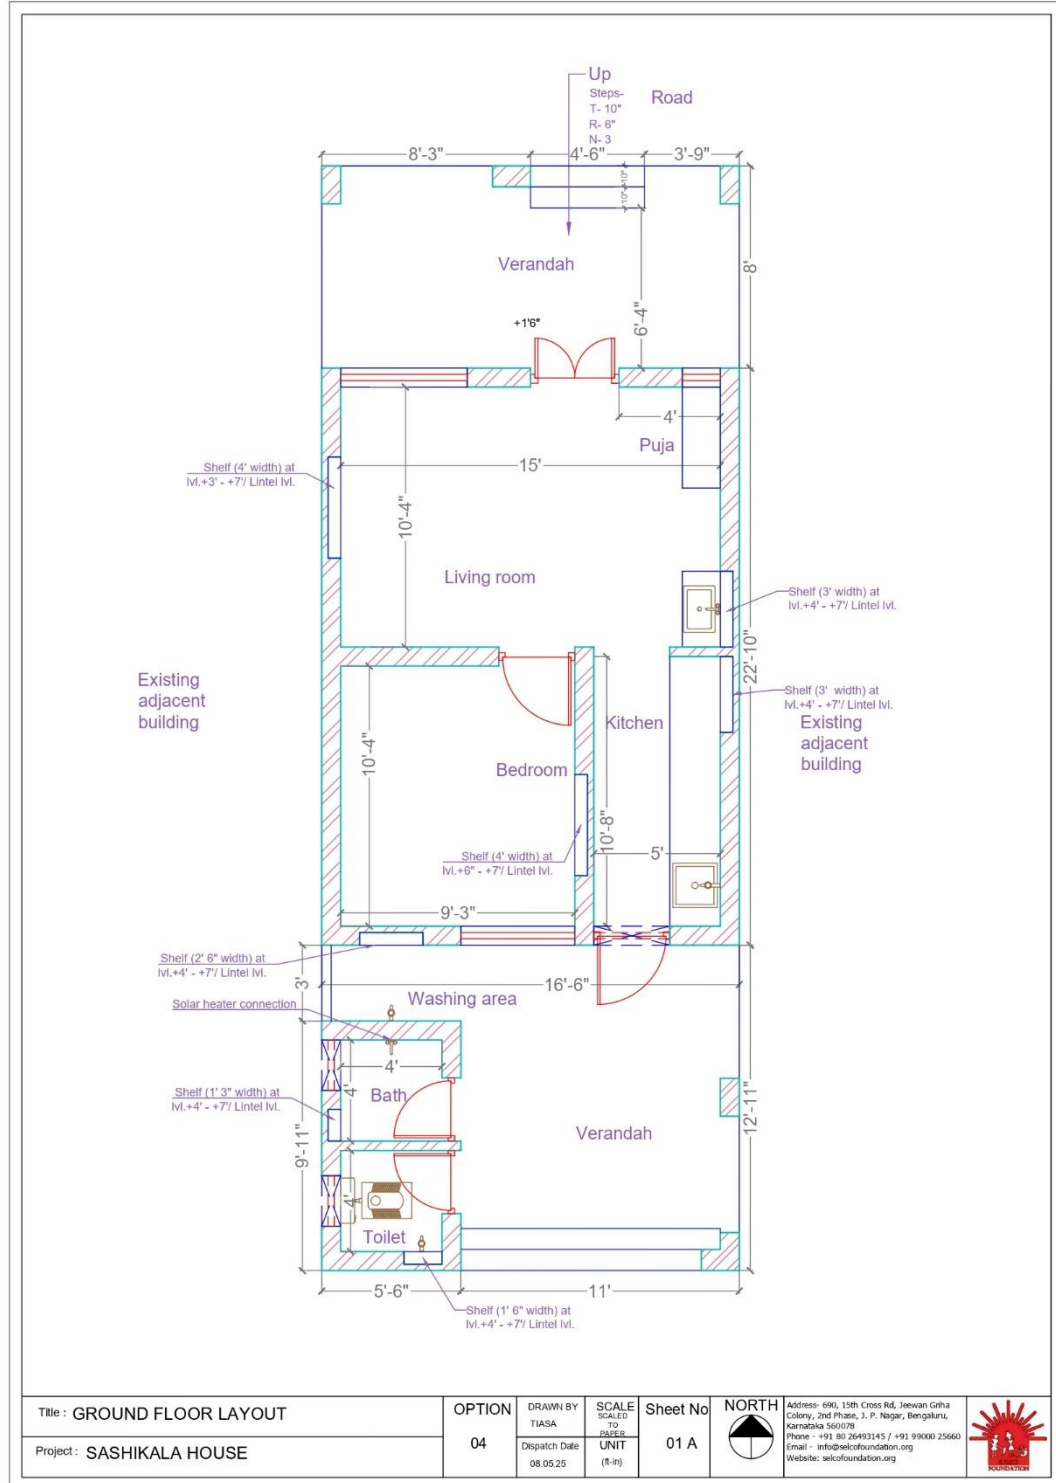 Up
Steps-
T- 10"
R- 6"
N- 3
Road
8'-3"
4'-6"
3'-9"
10"
10"
Verandah
8'
6'-4"
+1'6"
4'
Puja
15'
Shelf (4' width) at
lvl.+3' - +7'/ Lintel lvl.
10'-4"
Living room
Shelf (3' width) at
lvl.+4' - +7'/ Lintel lvl.
22'-10"
Existing
adjacent
building
Shelf (3' width) at
lvl.+4' - +7'/ Lintel lvl.
Existing
adjacent
building
Kitchen
10'-4"
Bedroom
10'-8"
Shelf (4' width) at
lvl.+6" - +7'/ Lintel lvl.
5'
9'-3"
Shelf (2' 6" width) at
lvl.+4' - +7'/ Lintel lvl.
3'
16'-6"
Washing area
Solar heater connection
4'
Bath
4'
Shelf (1' 3" width) at
lvl.+4' - +7'/ Lintel lvl.
9'-11"
12'-11"
Verandah
4'
Toilet
5'-6"
11'
Shelf (1' 6" width) at
lvl.+4' - +7'/ Lintel lvl.
Title : GROUND FLOOR LAYOUT
Project : SASHIKALA HOUSE
OPTION
04
DRAWN BY
TIASA
Dispatch Date
08.05.25
SCALE
SCALED
TO
PAPER
UNIT
(ft-in)
Sheet No
01 A
NORTH
Address- 690, 15th Cross Rd, Jeewan Griha
Colony, 2nd Phase, J. P. Nagar, Bengaluru,
Karnataka 560078
Phone - +91 80 26493145 / +91 99000 25660
Email - info@selcofoundation.org
Website: selcofoundation.org
SELCO
FOUNDATION